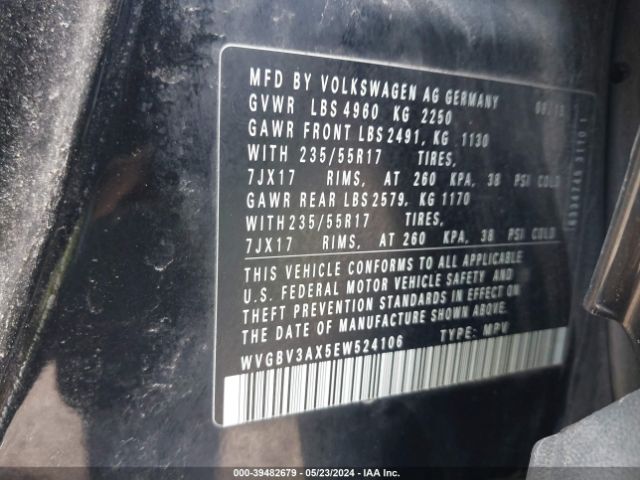 MFD BY VOLKSWAGEN AG GERMANY
GVWR LBS 4960 KG 2250
GAWR FRONT LBS 2491, KG 1130
WITH 235/55R17 TIRES,
7JX17 RIMS, AT 260 KPA, 38 PSI COLD
GAWR REAR LBS 2579, KG 1170
WITH235/55R17 TIRES,
7JX17 RIMS, AT 260 KPA, 38 PSI COLD
THIS VEHICLE CONFORMS TO ALL APPLICABLE
U.S. FEDERAL MOTOR VEHICLE SAFETY AND
THEFT PREVENTION STANDARDS IN EFFECT ON
THE DATE OF MANUFACTURE SHOWN ABOVE.
WVGBV3AX5EW524106 TYPE: MPV
000-39482679 - 05/23/2024 - IAA Inc.